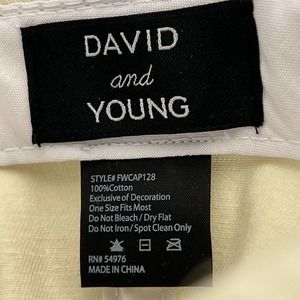 DAVID
and
YOUNG
STYLE# FWCAP128
100%Cotton
Exclusive of Decoration
One Size Fits Most
Do Not Bleach / Dry Flat
Do Not Iron / Spot Clean Only
RN# 54976
MADE IN CHINA